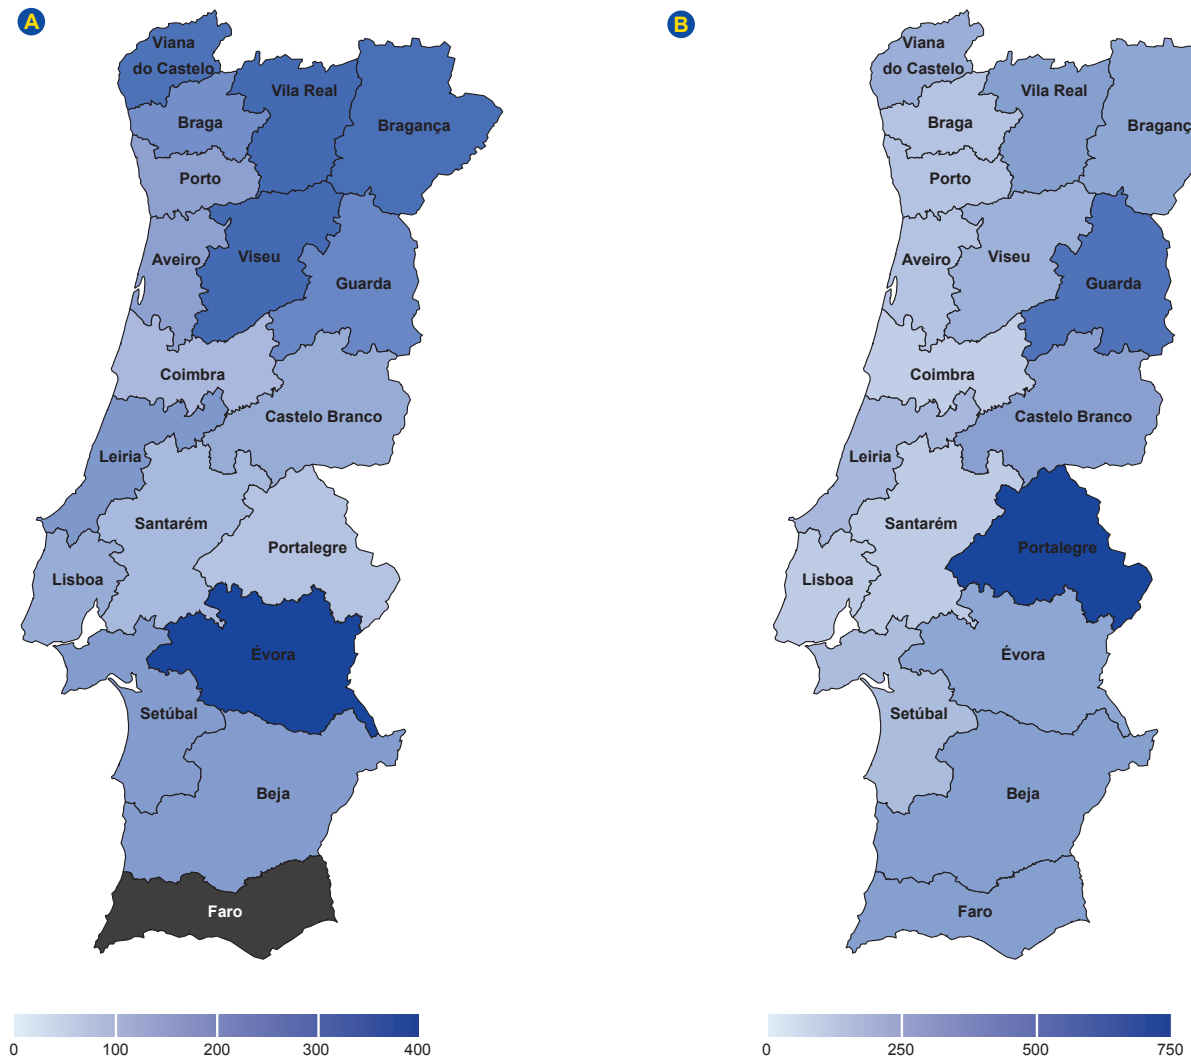 A
Viana
do Castelo
Vila Real
Bragança
Braga
Porto
Aveiro
Viseu
Guarda
Coimbra
Castelo Branco
Leiria
Santarém
Portalegre
Lisboa
Évora
Setúbal
Beja
Faro
0 100 200 300 400
B
Viana
do Castelo
Vila Real
Braganç
Braga
Porto
Aveiro
Viseu
Guarda
Coimbra
Castelo Branco
Leiria
Santarém
Portalegre
Lisboa
Évora
Setúbal
Beja
Faro
0 250 500 750